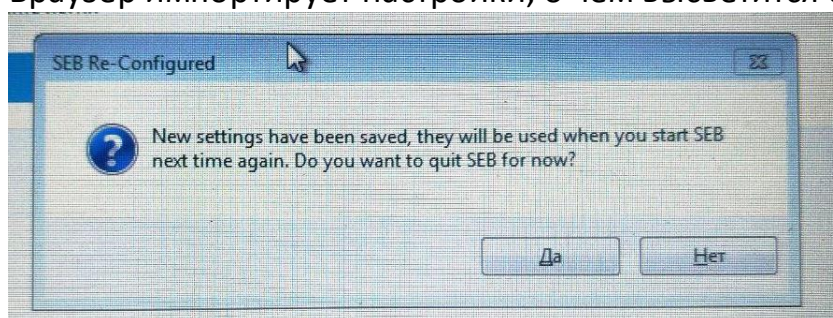 Браузер импортирует настройки, о чем высветится
SEB Re-Configured
New settings have been saved, they will be used when you start SEB
next time again. Do you want to quit SEB for now?
Да
Нет